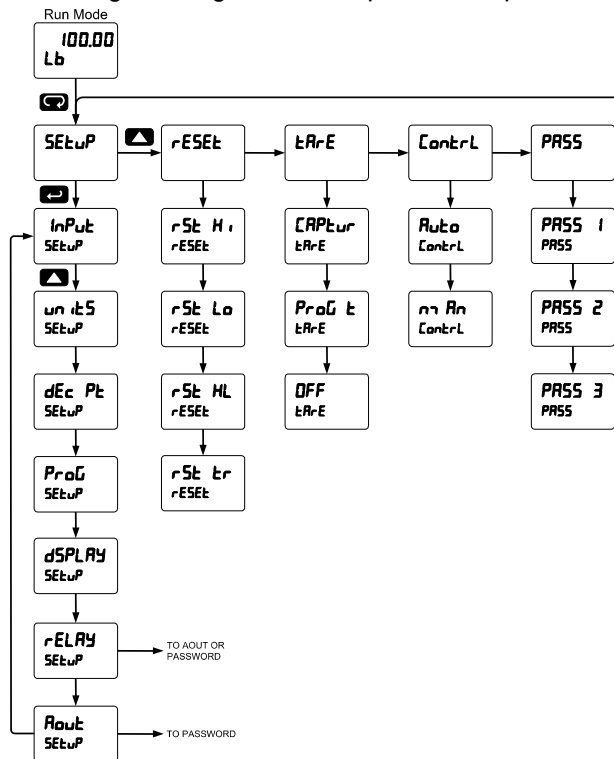 Run Mode
100.00
Lb
SEtuP
InPut
SEtuP
unitS
SEtuP
dEc Pt
SEtuP
ProG
SEtuP
dSPLAY
SEtuP
rELAY
SEtuP
TO AOUT OR
PASSWORD
Aout
SEtuP
TO PASSWORD
rESEt
rSt Hi
rESEt
rSt Lo
rESEt
rSt HL
rESEt
rSt tr
rESEt
tArE
CAPtur
tArE
ProG t
tArE
OFF
tArE
ContrL
Auto
ContrL
mAn
ContrL
PASS
PASS 1
PASS
PASS 2
PASS
PASS 3
PASS